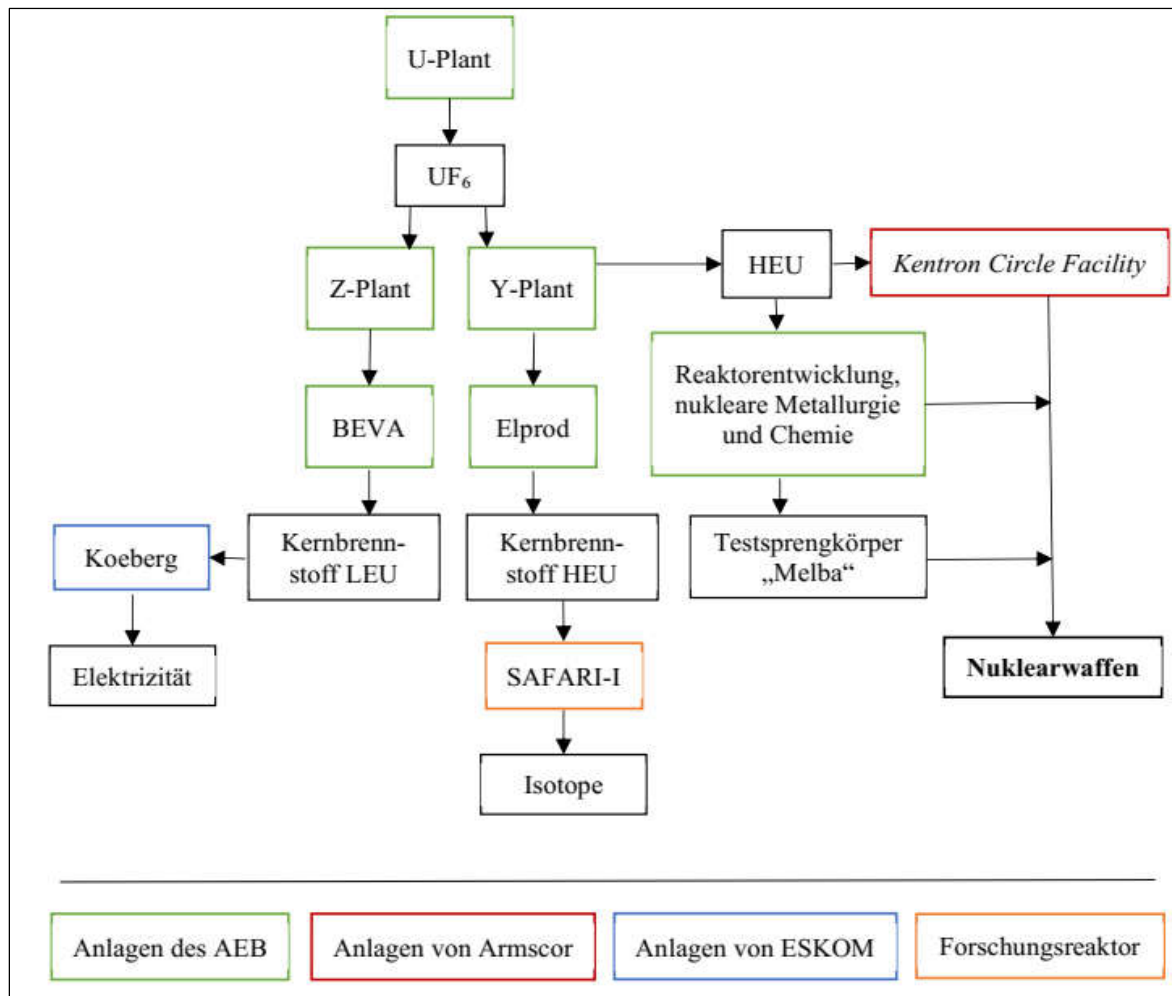 U-Plant
UF₆
Z-Plant
Y-Plant
HEU
Kentron Circle Facility
BEVA
Elprod
Reaktorentwicklung,
nukleare Metallurgie
und Chemie
Koeberg
Kernbrenn-
stoff LEU
Kernbrenn-
stoff HEU
Testsprengkörper
„Melba“
Elektrizität
SAFARI-I
Nuklearwaffen
Isotope
Anlagen des AEB
Anlagen von Armscor
Anlagen von ESKOM
Forschungsreaktor